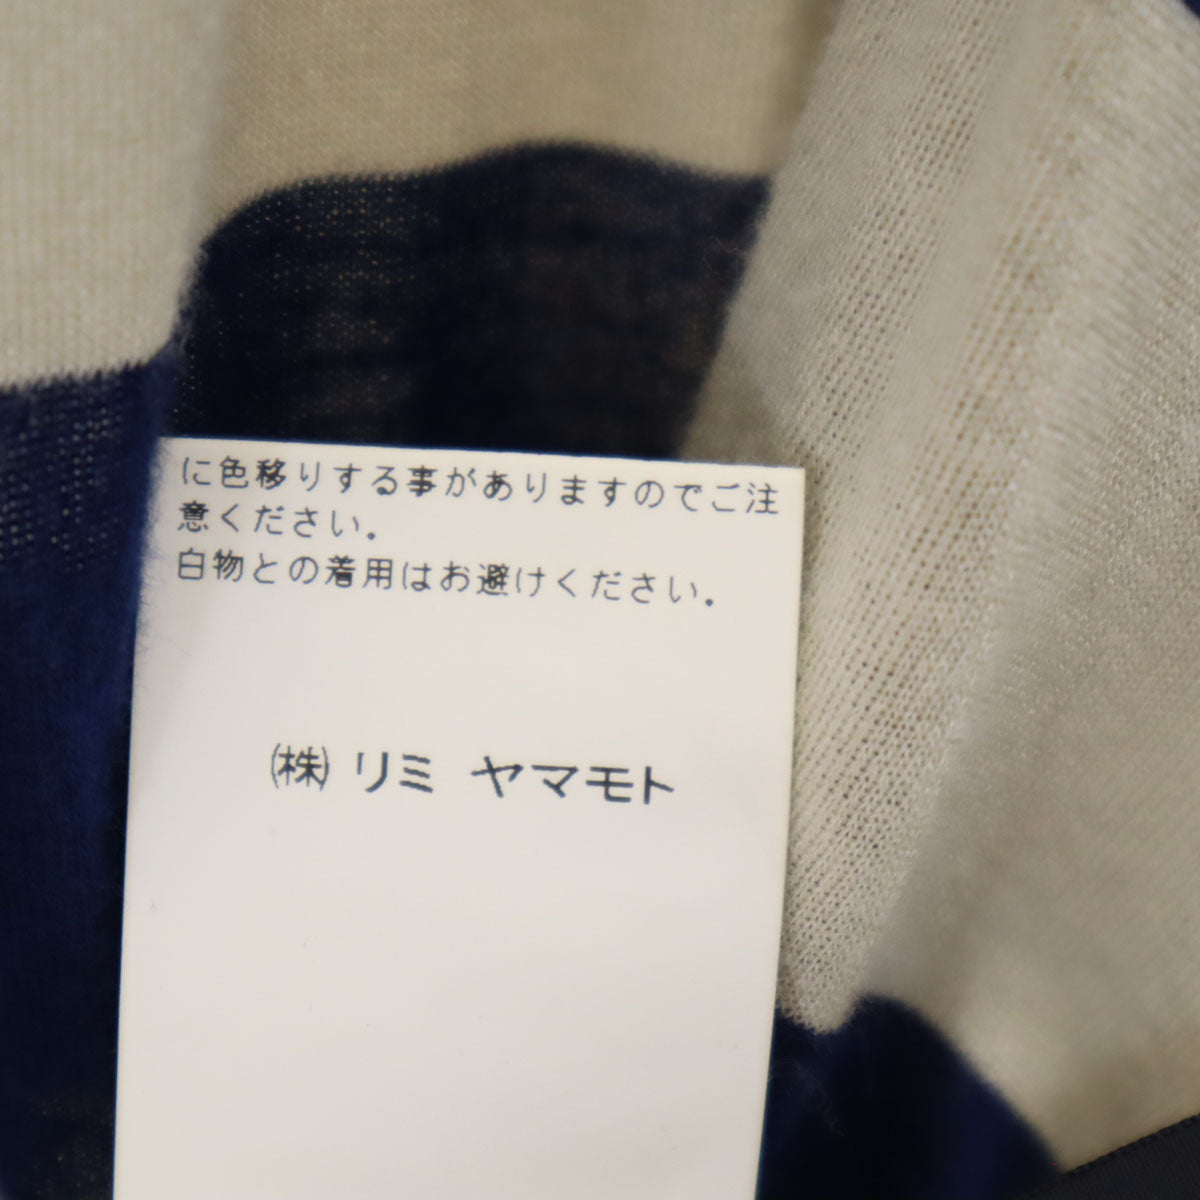 に色移りする事がありますのでご注
意ください。
白物との着用はお避けください。
㈱ リミ ヤマモト